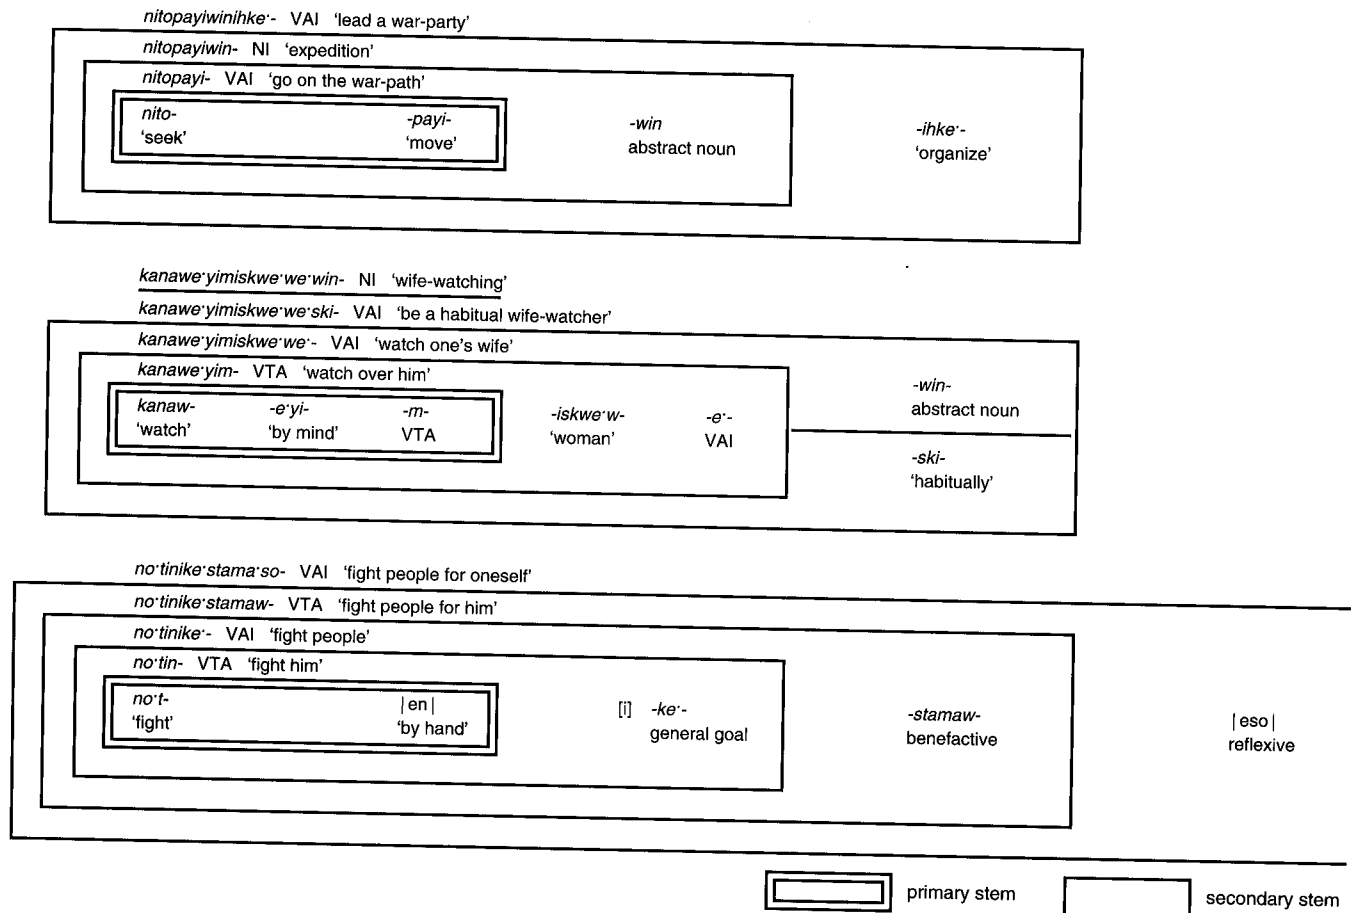 nitopayiwinihke·- VAI ‘lead a war-party’
nitopayiwin- NI ‘expedition’
nitopayi- VAI ‘go on the war-path’
nito- -payi- -win -ihke·-
‘seek’ ‘move’ abstract noun ‘organize’
kanawe·yimiskwe·we·win- NI ‘wife-watching’
kanawe·yimiskwe·we·ski- VAI ‘be a habitual wife-watcher’
kanawe·yimiskwe·we·- VAI ‘watch one's wife’
kanawe·yim- VTA ‘watch over him’
kanaw- -e·yi- -m- -iskwe·w- -e·-
‘watch’ ‘by mind’ VTA ‘woman’ VAI
-win-
abstract noun
-ski-
‘habitually’
no·tinike·stama·so- VAI ‘fight people for oneself’
no·tinike·stamaw- VTA ‘fight people for him’
no·tinike·- VAI ‘fight people’
no·tin- VTA ‘fight him’
no·t- |en| [i] -ke·- -stamaw- |eso|
‘fight’ ‘by hand’ general goal benefactive reflexive
primary stem secondary stem